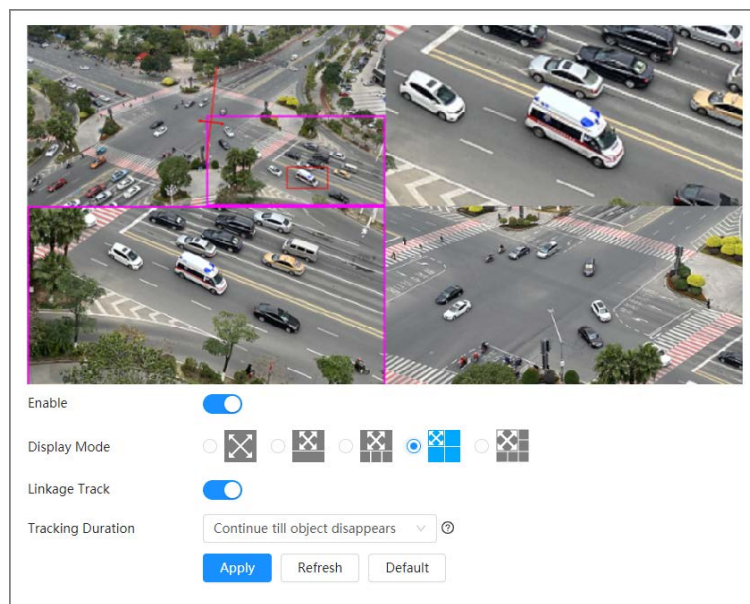 Enable
Display Mode
Linkage Track
Tracking Duration
Continue till object disappears
Apply Refresh Default